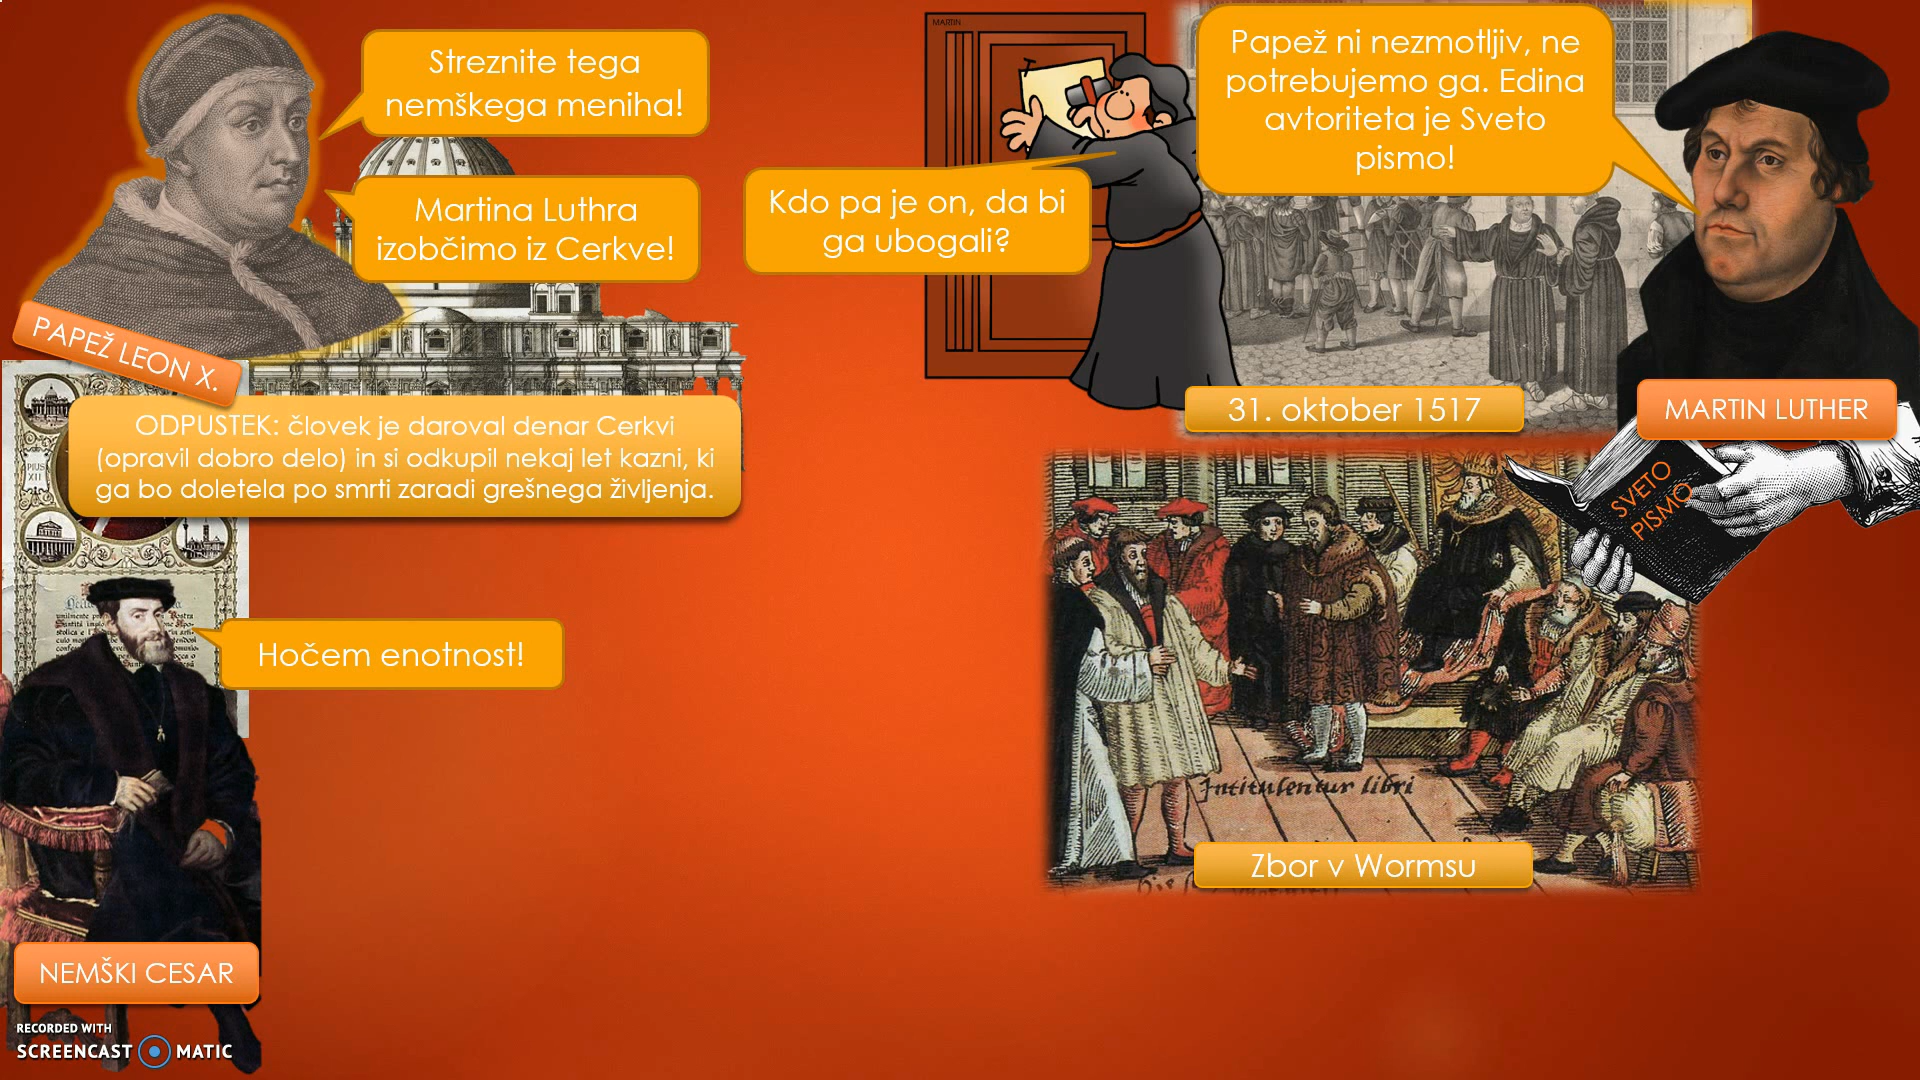 Streznite tega
nemškega meniha!
Martina Luthra
izobčimo iz Cerkve!
PAPEŽ LEON X.
ODPUSTEK: človek je daroval denar Cerkvi
(opravil dobro delo) in si odkupil nekaj let kazni, ki
ga bo doletela po smrti zaradi grešnega življenja.
PIUS
XII
Hočem enotnost!
NEMŠKI CESAR
RECORDED WITH
SCREENCAST MATIC
MARTIN
Kdo pa je on, da bi
ga ubogali?
Papež ni nezmotljiv, ne
potrebujemo ga. Edina
avtoriteta je Sveto
pismo!
31. oktober 1517
MARTIN LUTHER
SVETO
PISMO
Intitulentur libri
Zbor v Wormsu